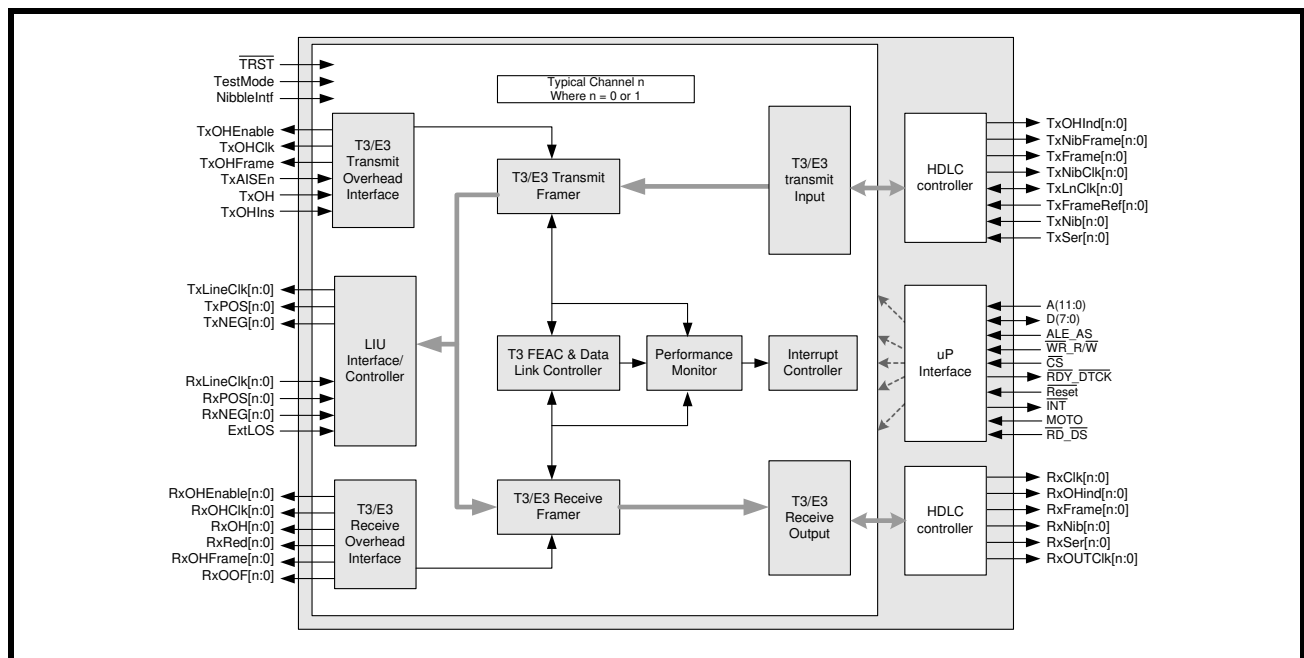 TRST
TestMode
NibbleIntf
Typical Channel n
Where n = 0 or 1
TxOHEnable
TxOHClk
TxOHFrame
TxAISEn
TxOH
TxOHIns
T3/E3
Transmit
Overhead
Interface
T3/E3 Transmit
Framer
T3/E3
transmit
Input
HDLC
controller
TxOHInd[n:0]
TxNibFrame[n:0]
TxFrame[n:0]
TxNibClk[n:0]
TxLnClk[n:0]
TxFrameRef[n:0]
TxNib[n:0]
TxSer[n:0]
TxLineClk[n:0]
TxPOS[n:0]
TxNEG[n:0]
RxLineClk[n:0]
RxPOS[n:0]
RxNEG[n:0]
ExtLOS
LIU
Interface/
Controller
T3 FEAC & Data
Link Controller
Performance
Monitor
Interrupt
Controller
uP
Interface
A(11:0)
D(7:0)
ALE_AS
WR_R/W
CS
RDY_DTCK
Reset
INT
MOTO
RD_DS
RxOHEnable[n:0]
RxOHClk[n:0]
RxOH[n:0]
RxRed[n:0]
RxOHFrame[n:0]
RxOOF[n:0]
T3/E3
Receive
Overhead
Interface
T3/E3 Receive
Framer
T3/E3
Receive
Output
HDLC
controller
RxClk[n:0]
RxOHind[n:0]
RxFrame[n:0]
RxNib[n:0]
RxSer[n:0]
RxOUTClk[n:0]